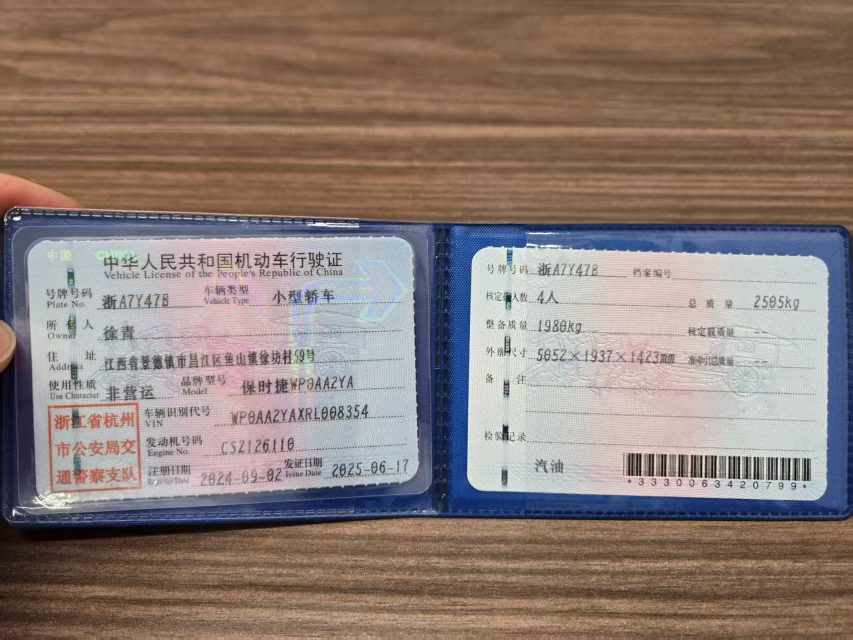 中国 CHINA
中华人民共和国机动车行驶证
Vehicle License of the People's Republic of China
号牌号码 浙A7Y47B 车辆类型 小型轿车
Plate No. Vehicle Type
所有人 徐青
Owner
住址 江西省景德镇市昌江区鱼山镇徐坊村59号
Address
使用性质 非营运 品牌型号 保时捷WP0AA2YA
Use Character Model
浙江省杭州
市公安局交
通警察支队
车辆识别代号 WP0AA2YAXRL008354
VIN
发动机号码 CSZ126110
Engine No.
注册日期 2024-09-02 发证日期 2025-06-17
Register Date Issue Date
号牌号码 浙A7Y47B 档案编号
核定载人数 4人 总质量 2505kg
整备质量 1980kg 核定载质量 --
外廓尺寸 5052×1937×1423mm 准牵引总质量 --
备注
检验记录
汽油
*3330063420799*